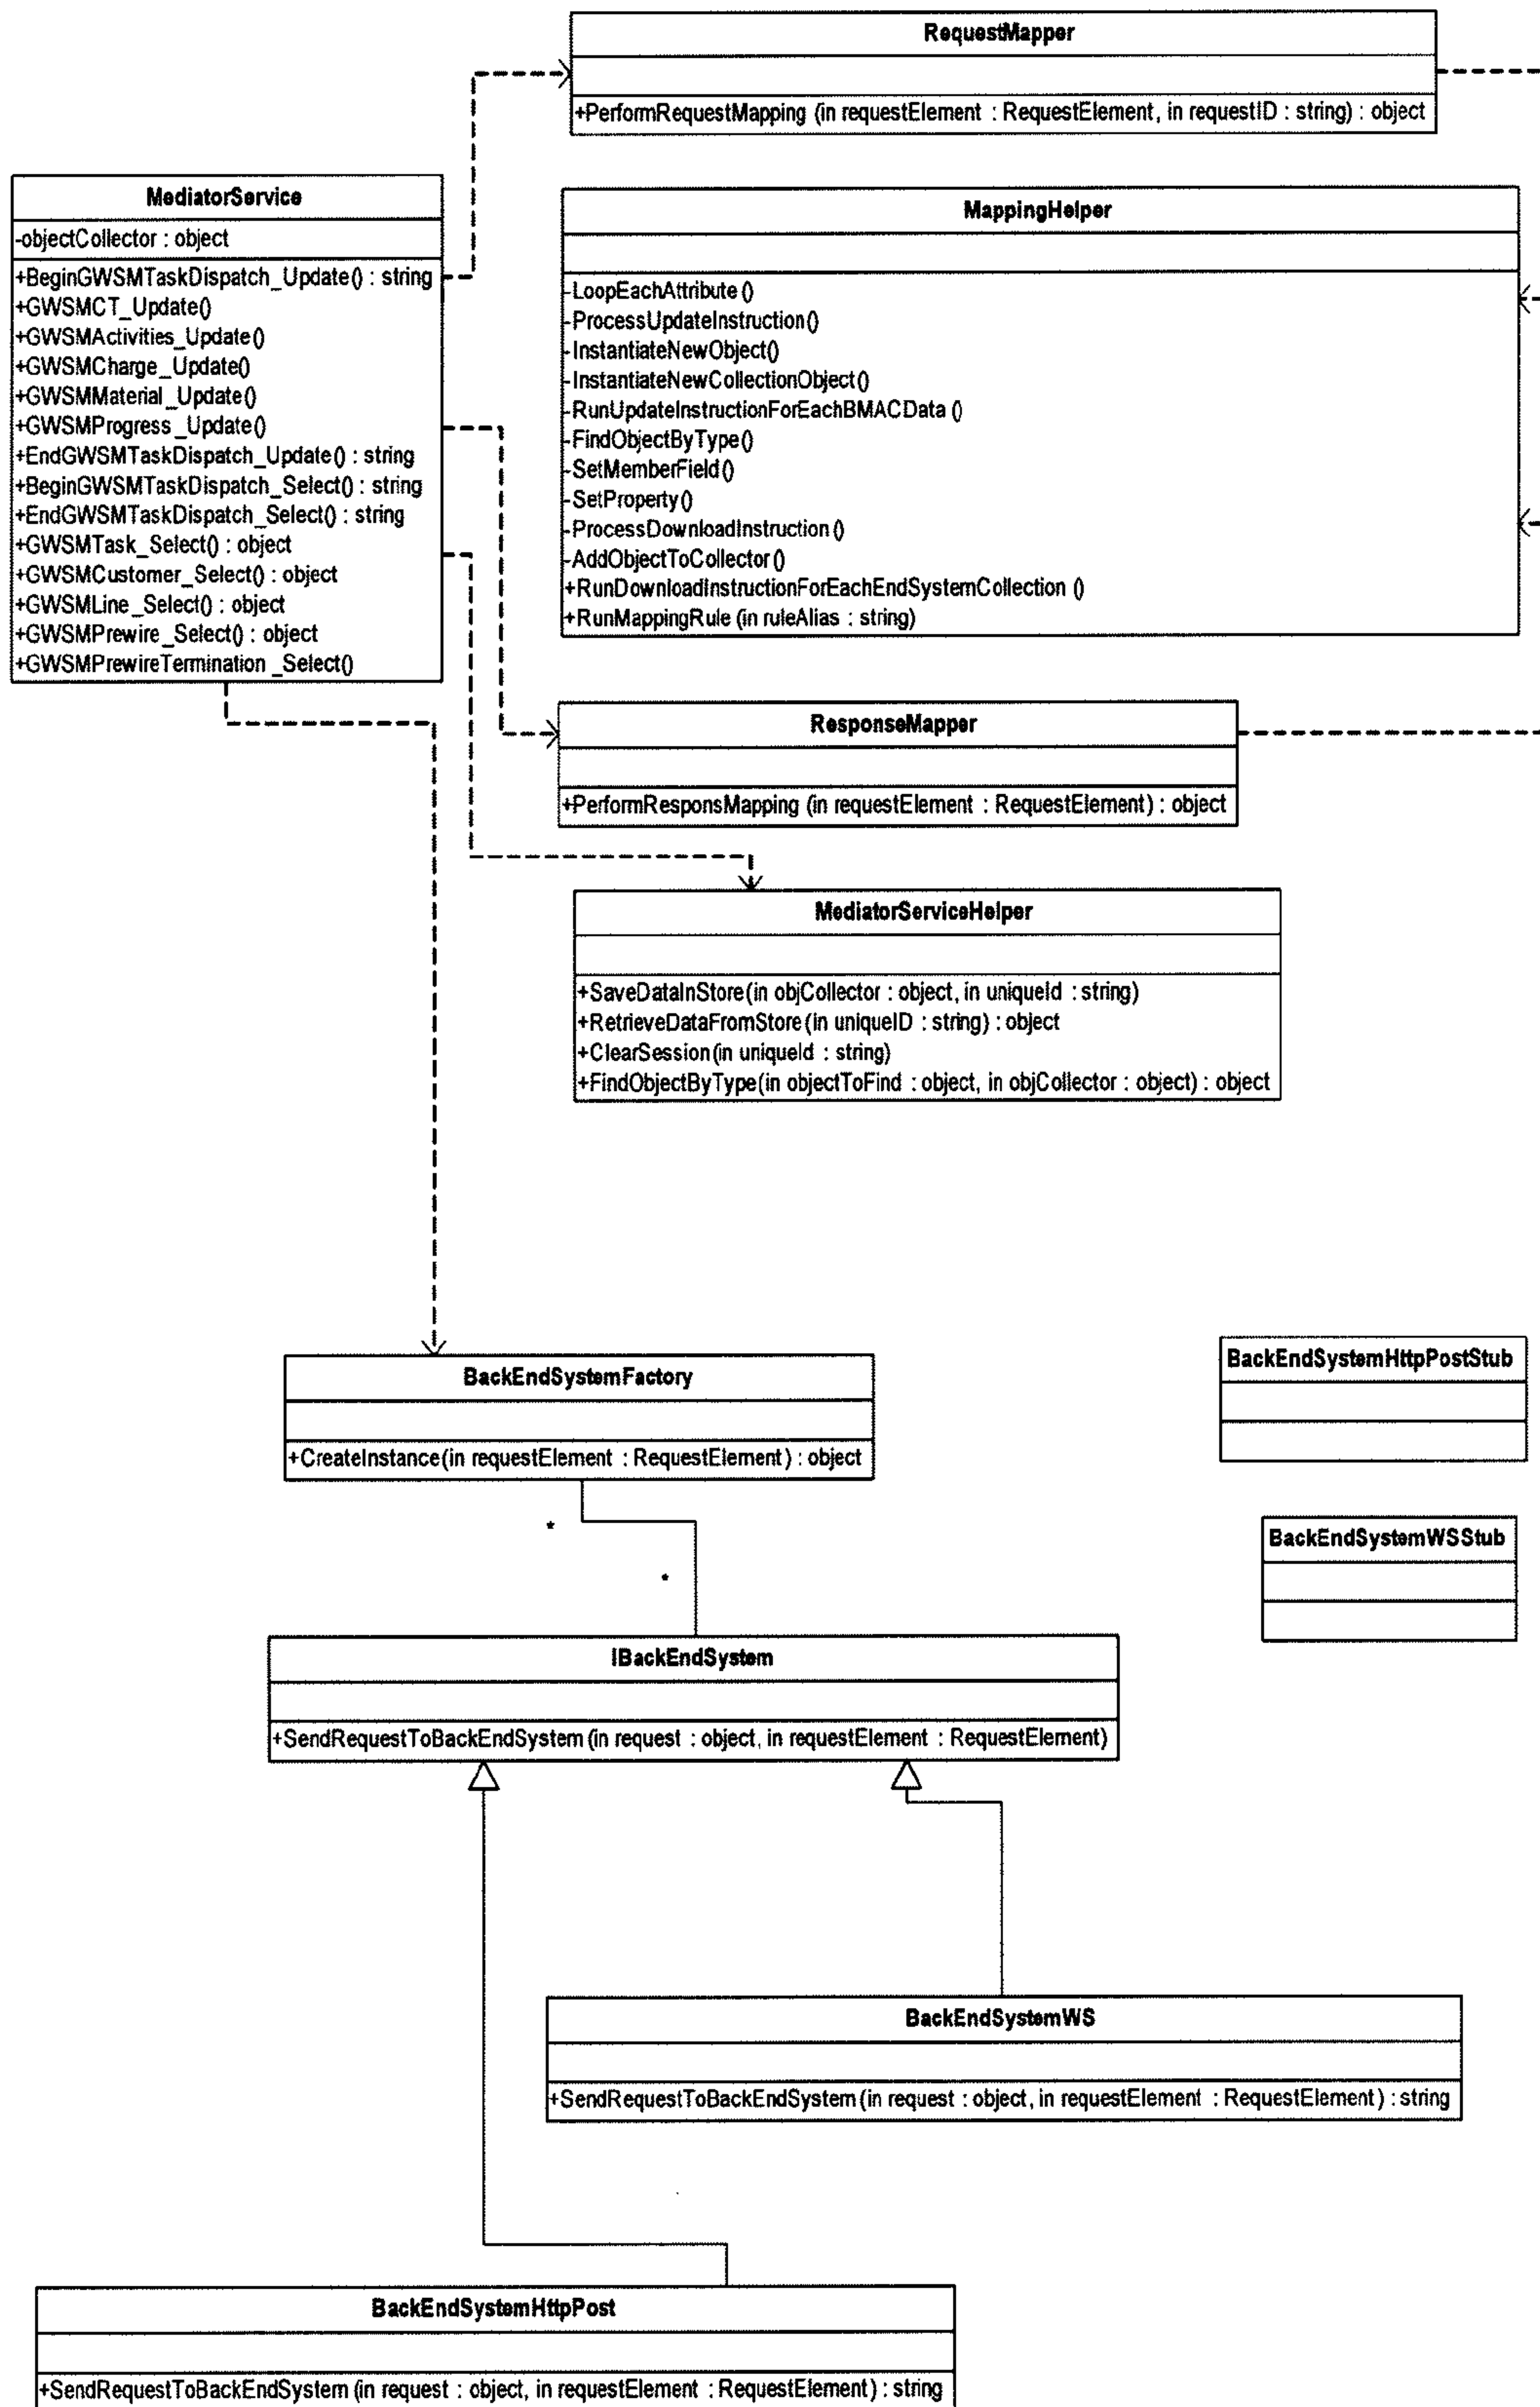 RequestMapper
+PerformRequestMapping (in requestElement : RequestElement, in requestID : string) : object
MediatorService
-objectCollector : object
+BeginGWSMTaskDispatch_Update() : string
+GWSMCT_Update()
+GWSMActivities_Update()
+GWSMCharge_Update()
+GWSMMaterial_Update()
+GWSMProgress_Update()
+EndGWSMTaskDispatch_Update() : string
+BeginGWSMTaskDispatch_Select() : string
+EndGWSMTaskDispatch_Select() : string
+GWSMTask_Select() : object
+GWSMCustomer_Select() : object
+GWSMLine_Select() : object
+GWSMPrewire_Select() : object
+GWSMPrewireTermination _Select()
MappingHelper
-LoopEachAttribute ()
-ProcessUpdateInstruction()
-InstantiateNewObject()
-InstantiateNewCollectionObject()
-RunUpdateInstructionForEachBMACData ()
-FindObjectByType()
-SetMemberField()
-SetProperty()
-ProcessDownloadInstruction()
-AddObjectToCollector()
+RunDownloadInstructionForEachEndSystemCollection ()
+RunMappingRule (in ruleAlias : string)
ResponseMapper
+PerformResponsMapping (in requestElement : RequestElement) : object
MediatorServiceHelper
+SaveDataInStore(in objCollector : object, in uniqueId : string)
+RetrieveDataFromStore(in uniqueID : string) : object
+ClearSession(in uniqueId : string)
+FindObjectByType(in objectToFind : object, in objCollector : object) : object
BackEndSystemFactory
+CreateInstance(in requestElement : RequestElement) : object
BackEndSystemHttpPostStub
*
*
BackEndSystemWSStub
IBackEndSystem
+SendRequestToBackEndSystem (in request : object, in requestElement : RequestElement)
BackEndSystemWS
+SendRequestToBackEndSystem (in request : object, in requestElement : RequestElement) : string
BackEndSystemHttpPost
+SendRequestToBackEndSystem (in request : object, in requestElement : RequestElement) : string